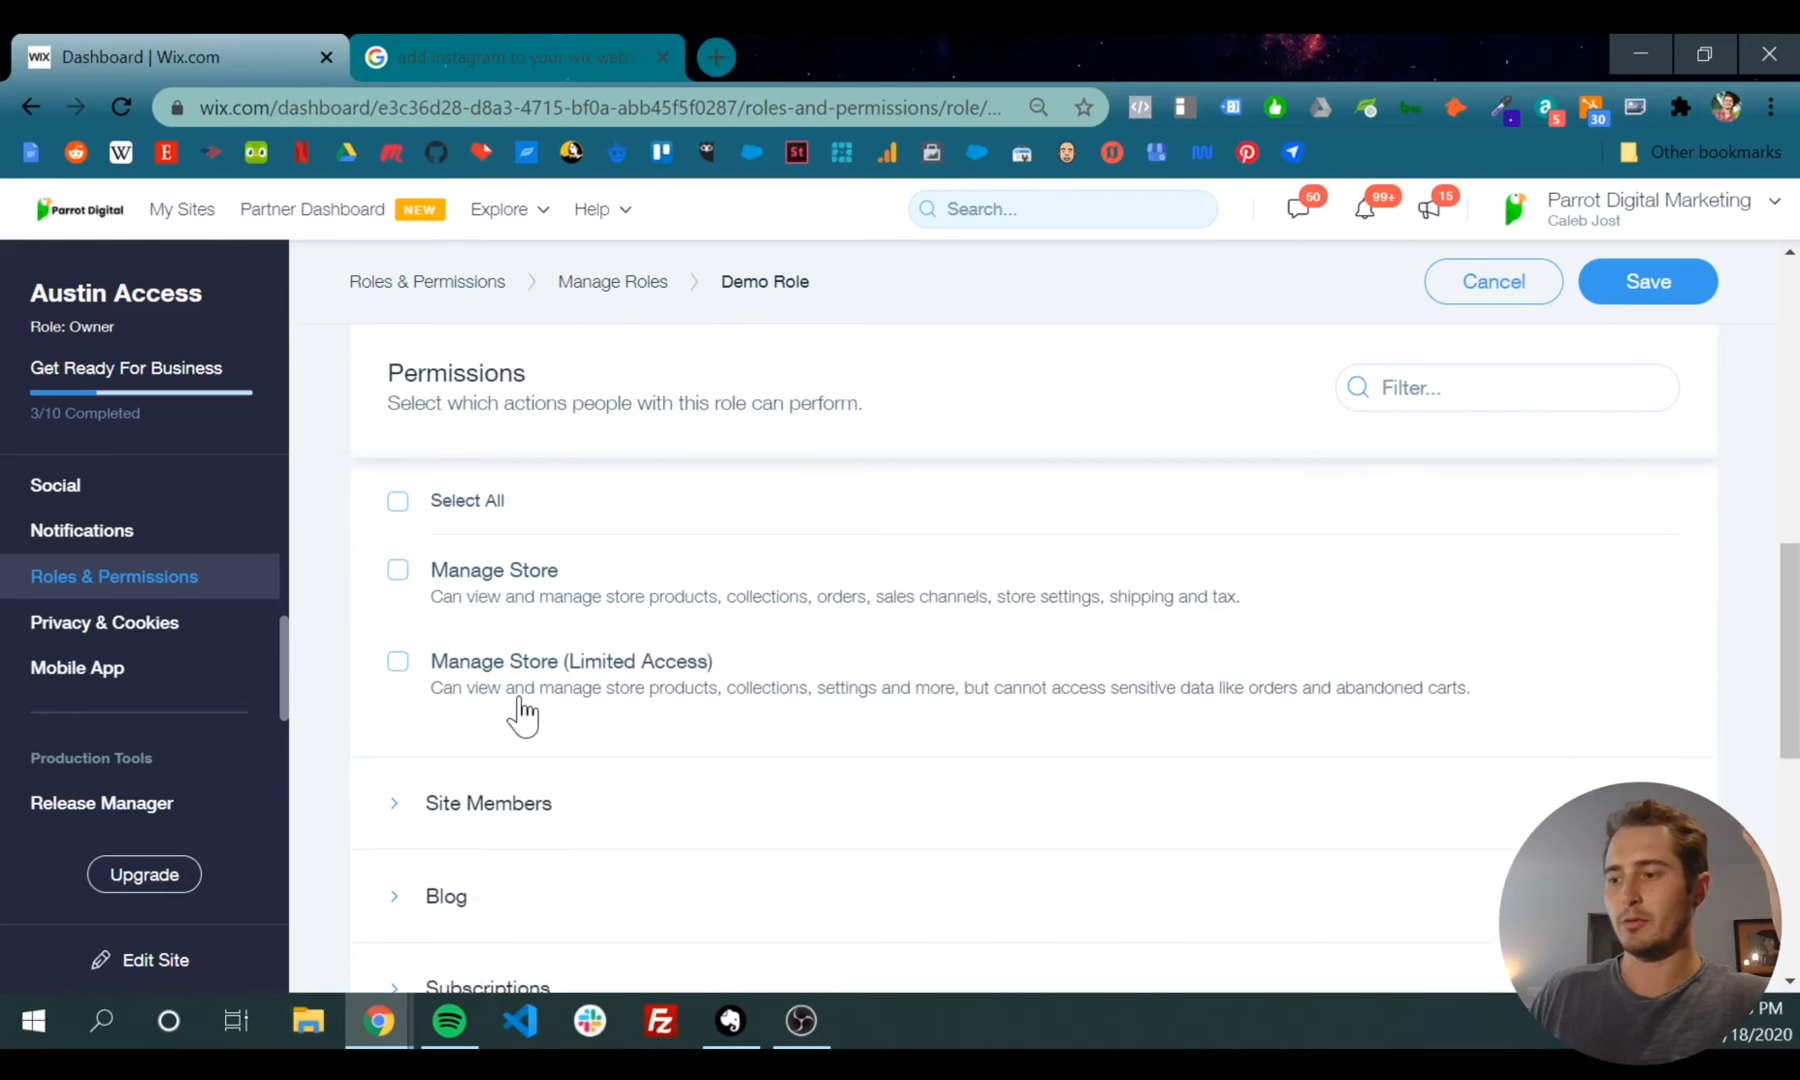 WIX Dashboard | Wix.com
add instagram to your wix web...
wix.com/dashboard/e3c36d28-d8a3-4715-bf0a-abb45f5f0287/roles-and-permissions/role/...
5
30
Other bookmarks
Parrot Digital My Sites Partner Dashboard NEW Explore Help
Search...
50
99+
15
Parrot Digital Marketing
Caleb Jost
Austin Access
Role: Owner
Get Ready For Business
3/10 Completed
Social
Notifications
Roles & Permissions
Privacy & Cookies
Mobile App
Production Tools
Release Manager
Upgrade
Edit Site
Roles & Permissions Manage Roles Demo Role
Cancel Save
Permissions
Select which actions people with this role can perform.
Filter...
Select All
Manage Store
Can view and manage store products, collections, orders, sales channels, store settings, shipping and tax.
Manage Store (Limited Access)
Can view and manage store products, collections, settings and more, but cannot access sensitive data like orders and abandoned carts.
Site Members
Blog
Subscriptions
PM
/18/2020